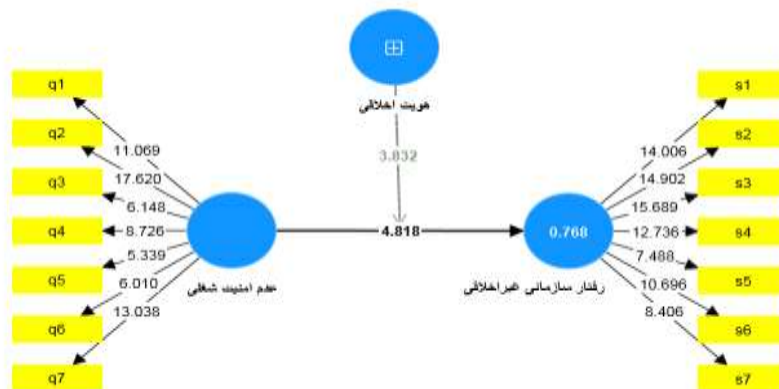 هویت اخلاقی
3.832
q1
q2
q3
q4
q5
q6
q7
11.069
17.620
6.148
8.726
5.339
6.010
13.038
عدم امنیت شغلی
4.818
0.768
رفتار سازمانی غیراخلاقی
14.006
14.902
15.689
12.736
7.488
10.696
8.406
s1
s2
s3
s4
s5
s6
s7